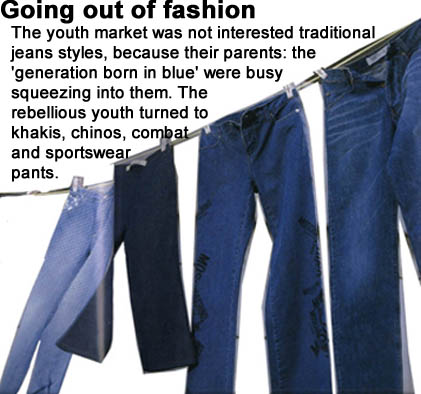 Going out of fashion
The youth market was not interested traditional
jeans styles, because their parents: the
'generation born in blue' were busy
squeezing into them. The
rebellious youth turned to
khakis, chinos, combat
and sportswear
pants.